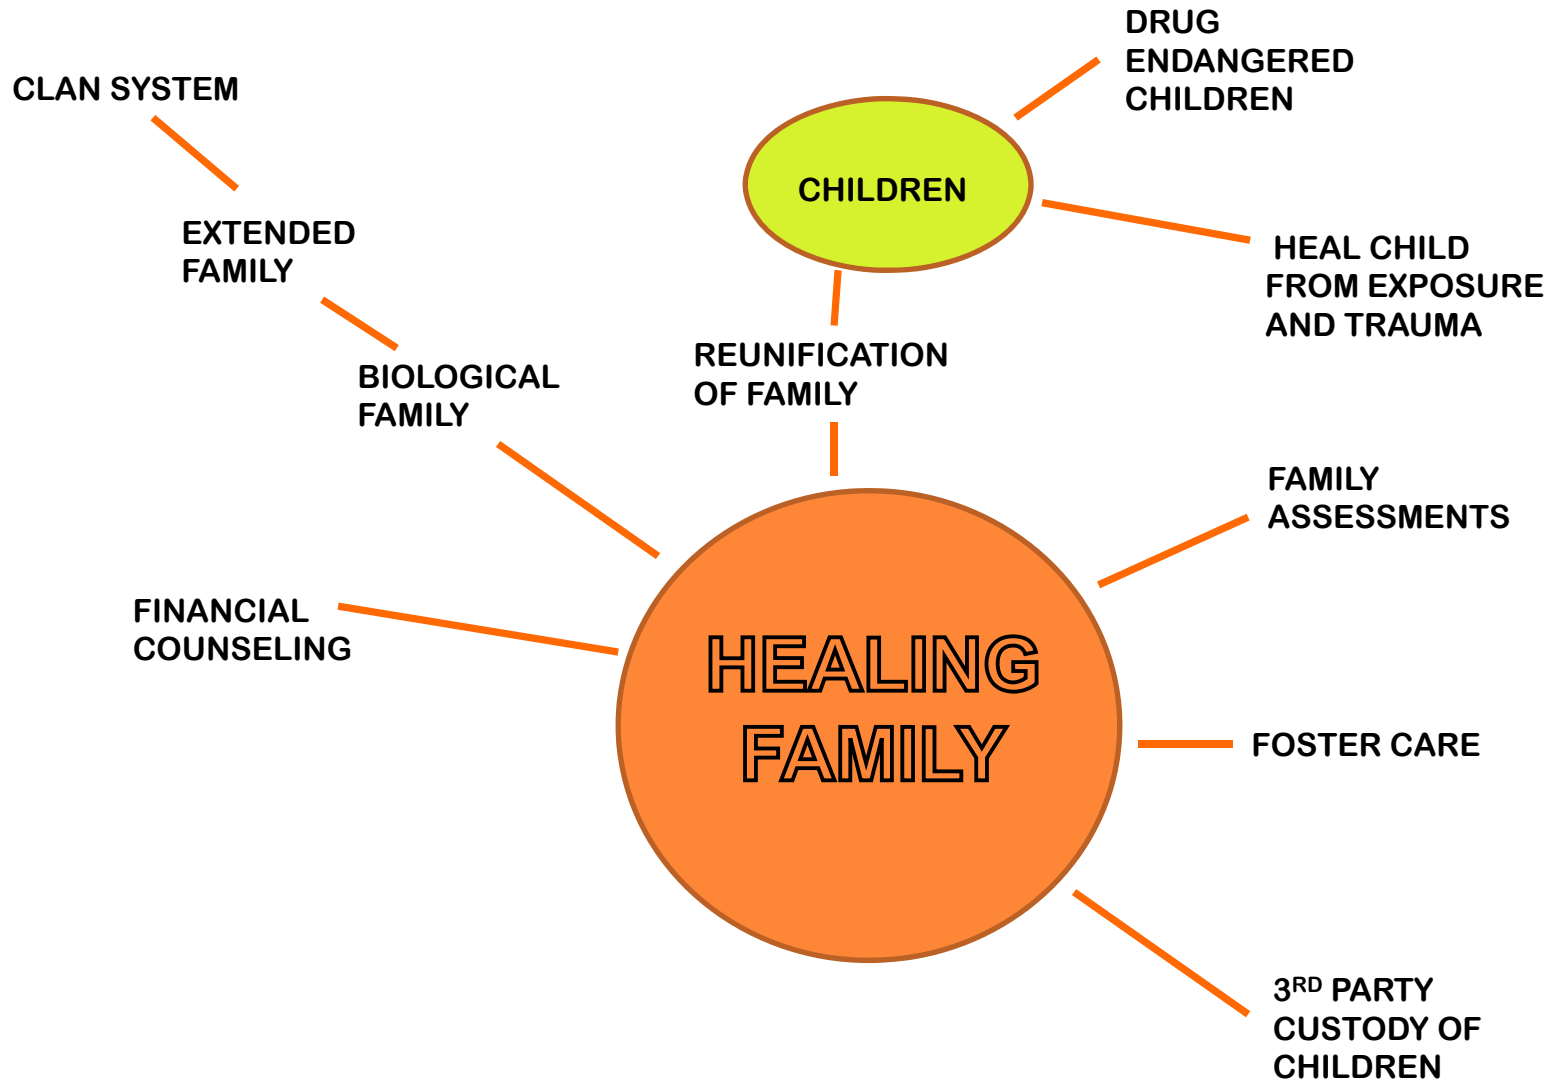 DRUG
ENDANGERED
CHILDREN
CLAN SYSTEM
CHILDREN
EXTENDED
FAMILY
HEAL CHILD
FROM EXPOSURE
AND TRAUMA
REUNIFICATION
OF FAMILY
BIOLOGICAL
FAMILY
FAMILY
ASSESSMENTS
FINANCIAL
COUNSELING
HEALING
FAMILY
FOSTER CARE
3RD PARTY
CUSTODY OF
CHILDREN